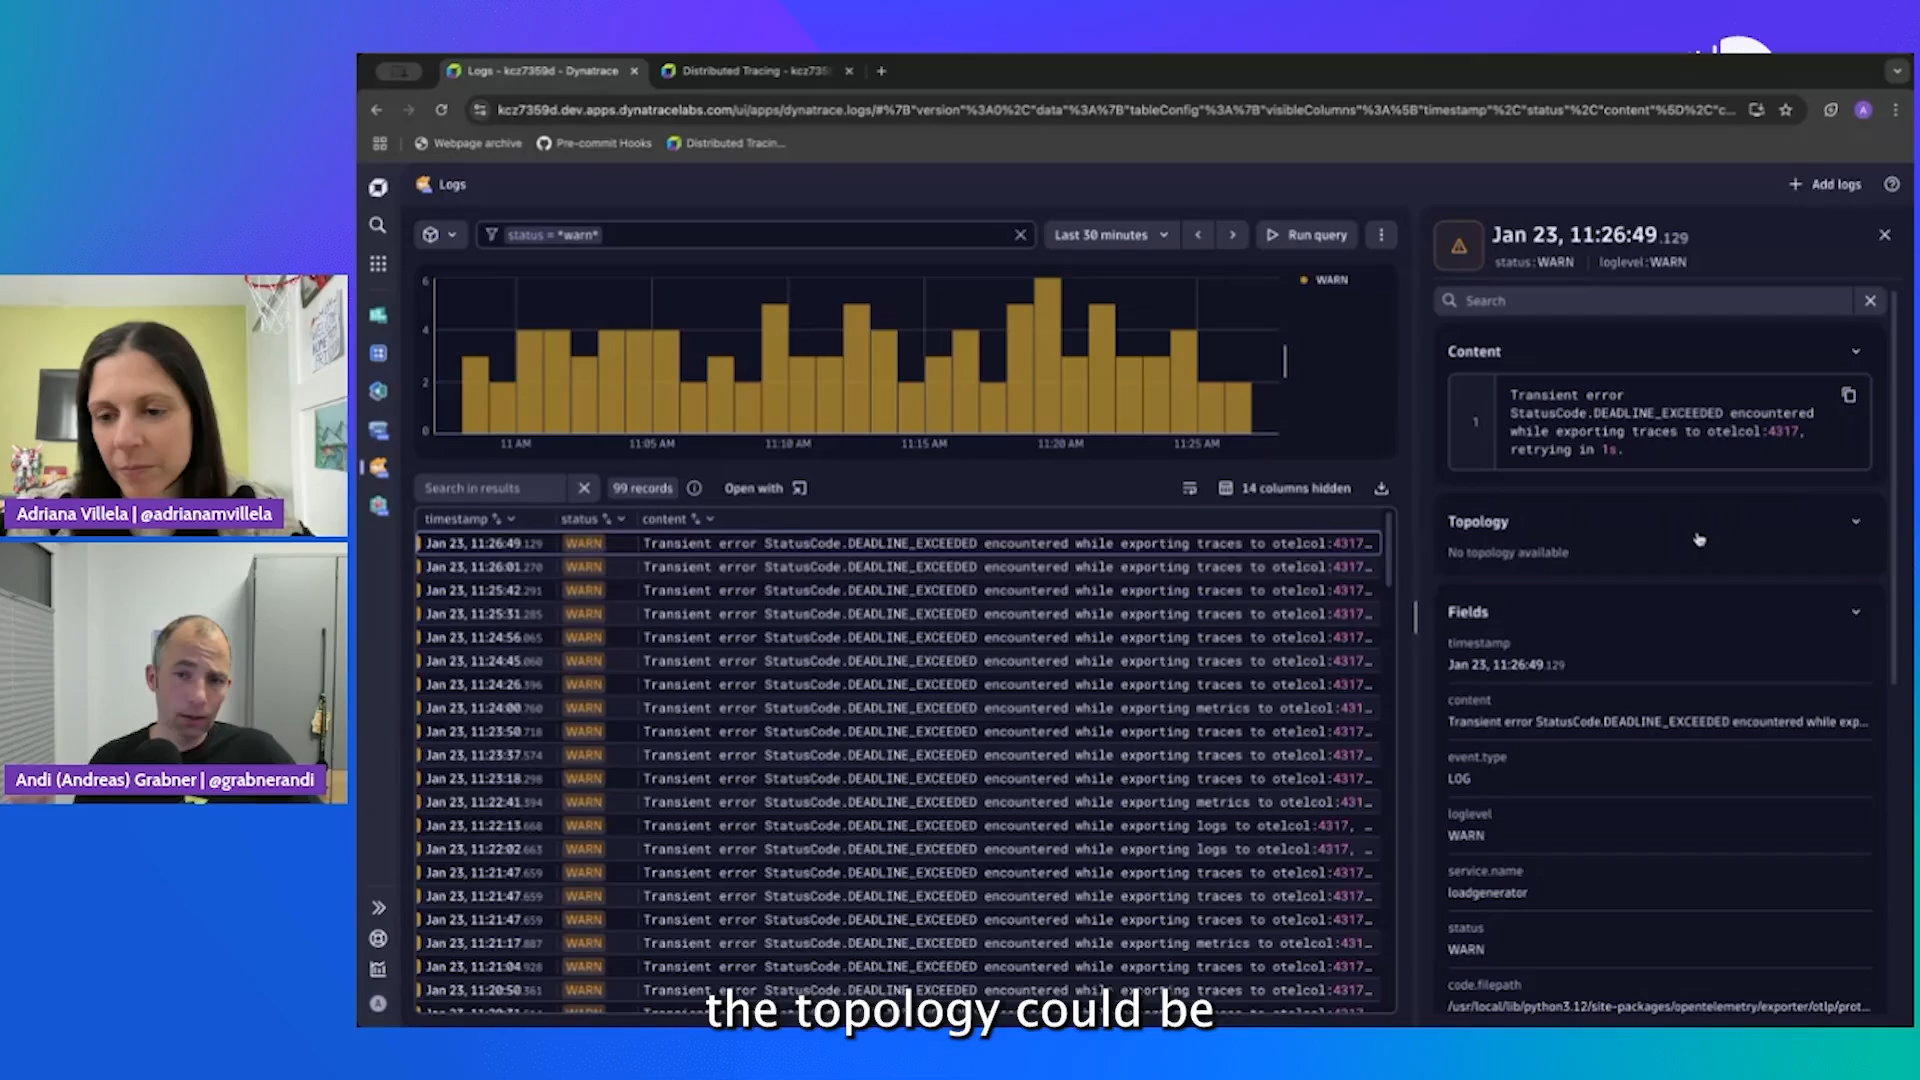 Logs - kcz7359d - Dynatrace
Distributed Tracing - kcz735
kcz7359d.dev.apps.dynatracelabs.com/ui/apps/dynatrace.logs/#%7B"version"%3A0%2C"data"%3A%7B"tableConfig"%3A%7B"visibleColumns"%3A%5B"timestamp"%2C"status"%2C"content"%5D%2C"c...
A
Webpage archive
Pre-commit Hooks
Distributed Tracin...
Logs
Add logs
status = *warn*
Last 30 minutes
Run query
6
4
2
0
11 AM
11:05 AM
11:10 AM
11:15 AM
11:20 AM
11:25 AM
WARN
Search in results
99 records
Open with
14 columns hidden
timestamp
status
content
Jan 23, 11:26:49.129 WARN Transient error StatusCode.DEADLINE_EXCEEDED encountered while exporting traces to otelcol:4317…
Jan 23, 11:26:01.270 WARN Transient error StatusCode.DEADLINE_EXCEEDED encountered while exporting traces to otelcol:4317…
Jan 23, 11:25:42.291 WARN Transient error StatusCode.DEADLINE_EXCEEDED encountered while exporting traces to otelcol:4317…
Jan 23, 11:25:31.285 WARN Transient error StatusCode.DEADLINE_EXCEEDED encountered while exporting traces to otelcol:4317…
Jan 23, 11:24:56.065 WARN Transient error StatusCode.DEADLINE_EXCEEDED encountered while exporting traces to otelcol:4317…
Jan 23, 11:24:45.060 WARN Transient error StatusCode.DEADLINE_EXCEEDED encountered while exporting traces to otelcol:4317…
Jan 23, 11:24:26.396 WARN Transient error StatusCode.DEADLINE_EXCEEDED encountered while exporting traces to otelcol:4317…
Jan 23, 11:24:00.760 WARN Transient error StatusCode.DEADLINE_EXCEEDED encountered while exporting metrics to otelcol:431…
Jan 23, 11:23:50.718 WARN Transient error StatusCode.DEADLINE_EXCEEDED encountered while exporting traces to otelcol:4317…
Jan 23, 11:23:37.574 WARN Transient error StatusCode.DEADLINE_EXCEEDED encountered while exporting traces to otelcol:4317…
Jan 23, 11:23:18.298 WARN Transient error StatusCode.DEADLINE_EXCEEDED encountered while exporting traces to otelcol:4317…
Jan 23, 11:22:41.394 WARN Transient error StatusCode.DEADLINE_EXCEEDED encountered while exporting metrics to otelcol:431…
Jan 23, 11:22:13.668 WARN Transient error StatusCode.DEADLINE_EXCEEDED encountered while exporting logs to otelcol:4317, …
Jan 23, 11:22:02.663 WARN Transient error StatusCode.DEADLINE_EXCEEDED encountered while exporting logs to otelcol:4317, …
Jan 23, 11:21:47.659 WARN Transient error StatusCode.DEADLINE_EXCEEDED encountered while exporting traces to otelcol:4317…
Jan 23, 11:21:47.659 WARN Transient error StatusCode.DEADLINE_EXCEEDED encountered while exporting traces to otelcol:4317…
Jan 23, 11:21:47.659 WARN Transient error StatusCode.DEADLINE_EXCEEDED encountered while exporting traces to otelcol:4317…
Jan 23, 11:21:17.887 WARN Transient error StatusCode.DEADLINE_EXCEEDED encountered while exporting metrics to otelcol:431…
Jan 23, 11:21:04.928 WARN Transient error StatusCode.DEADLINE_EXCEEDED encountered while exporting traces to otelcol:4317…
Jan 23, 11:20:50.361 WARN Transient error StatusCode.DEADLINE_EXCEEDED encountered while exporting traces to otelcol:4317…
Jan 23, 11:26:49.129
status: WARN
loglevel: WARN
Search
Content
1
Transient error
StatusCode.DEADLINE_EXCEEDED encountered
while exporting traces to otelcol:4317,
retrying in 1s.
Topology
No topology available
Fields
timestamp
Jan 23, 11:26:49.129
content
Transient error StatusCode.DEADLINE_EXCEEDED encountered while exp...
event.type
LOG
loglevel
WARN
service.name
loadgenerator
status
WARN
code.filepath
/usr/local/lib/python3.12/site-packages/opentelemetry/exporter/otlp/prot...
Adriana Villela | @adrianamvillela
Andi (Andreas) Grabner | @grabnerandi
the topology could be